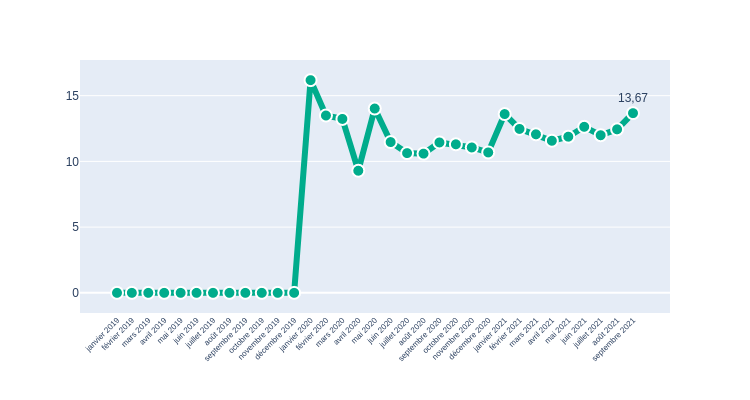 15
10
5
0
13,67
janvier 2019
février 2019
mars 2019
avril 2019
mai 2019
juin 2019
juillet 2019
août 2019
septembre 2019
octobre 2019
novembre 2019
décembre 2019
janvier 2020
février 2020
mars 2020
avril 2020
mai 2020
juin 2020
juillet 2020
août 2020
septembre 2020
octobre 2020
novembre 2020
décembre 2020
janvier 2021
février 2021
mars 2021
avril 2021
mai 2021
juin 2021
juillet 2021
août 2021
septembre 2021